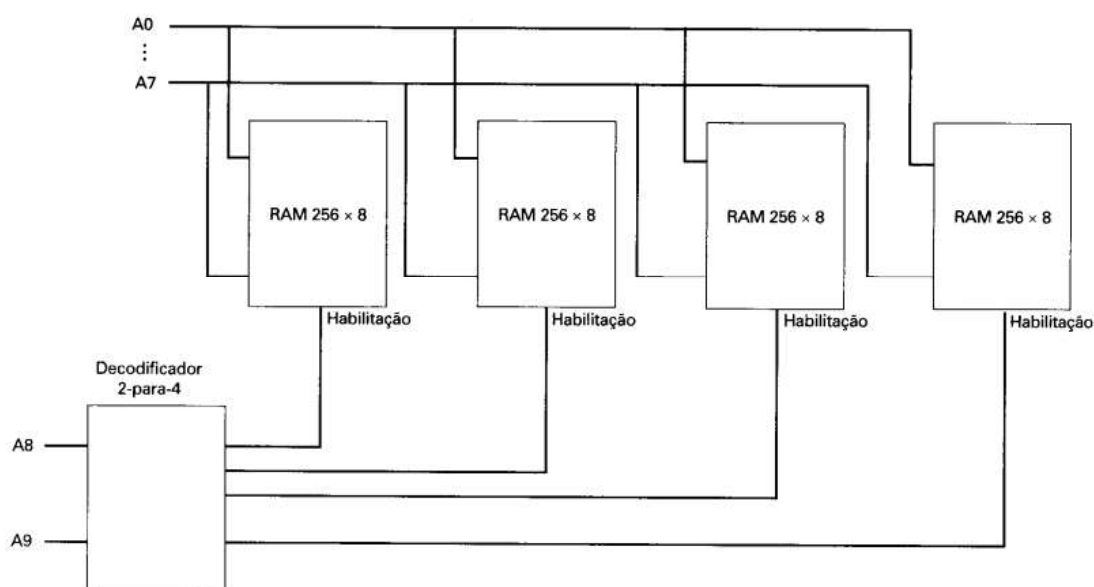 A0
⋮
A7
RAM 256 × 8
RAM 256 × 8
RAM 256 × 8
RAM 256 × 8
Habilitação
Habilitação
Habilitação
Habilitação
Decodificador
2-para-4
A8
A9